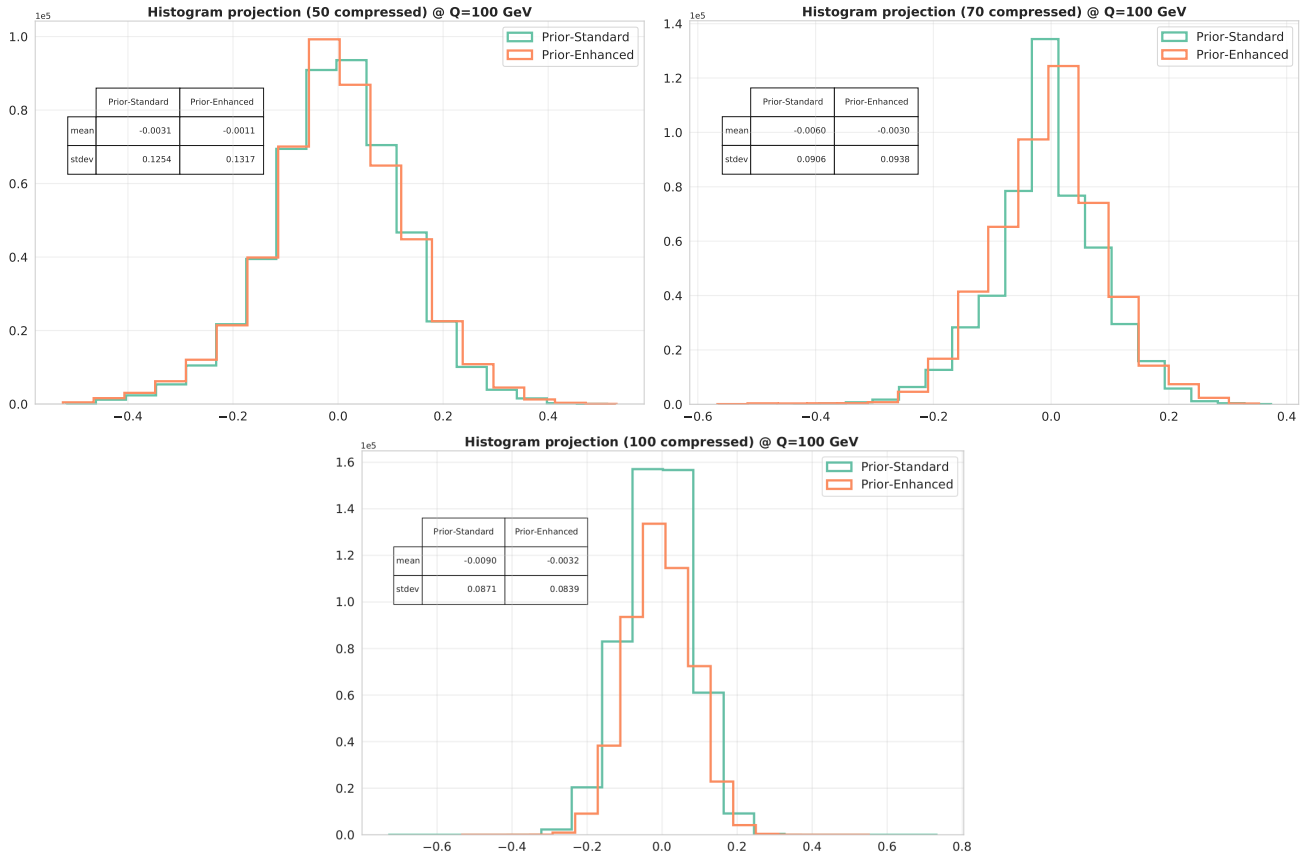 Histogram projection (50 compressed) @ Q=100 GeV
1e5
Prior-Standard
Prior-Enhanced
Prior-Standard Prior-Enhanced
mean -0.0031 -0.0011
stdev 0.1254 0.1317
1.0
0.8
0.6
0.4
0.2
0.0
−0.4 −0.2 0.0 0.2 0.4
Histogram projection (70 compressed) @ Q=100 GeV
1e5
Prior-Standard
Prior-Enhanced
Prior-Standard Prior-Enhanced
mean -0.0060 -0.0030
stdev 0.0906 0.0938
1.4
1.2
1.0
0.8
0.6
0.4
0.2
0.0
−0.6 −0.4 −0.2 0.0 0.2 0.4
Histogram projection (100 compressed) @ Q=100 GeV
1e5
Prior-Standard
Prior-Enhanced
Prior-Standard Prior-Enhanced
mean -0.0090 -0.0032
stdev 0.0871 0.0839
1.6
1.4
1.2
1.0
0.8
0.6
0.4
0.2
0.0
−0.6 −0.4 −0.2 0.0 0.2 0.4 0.6 0.8